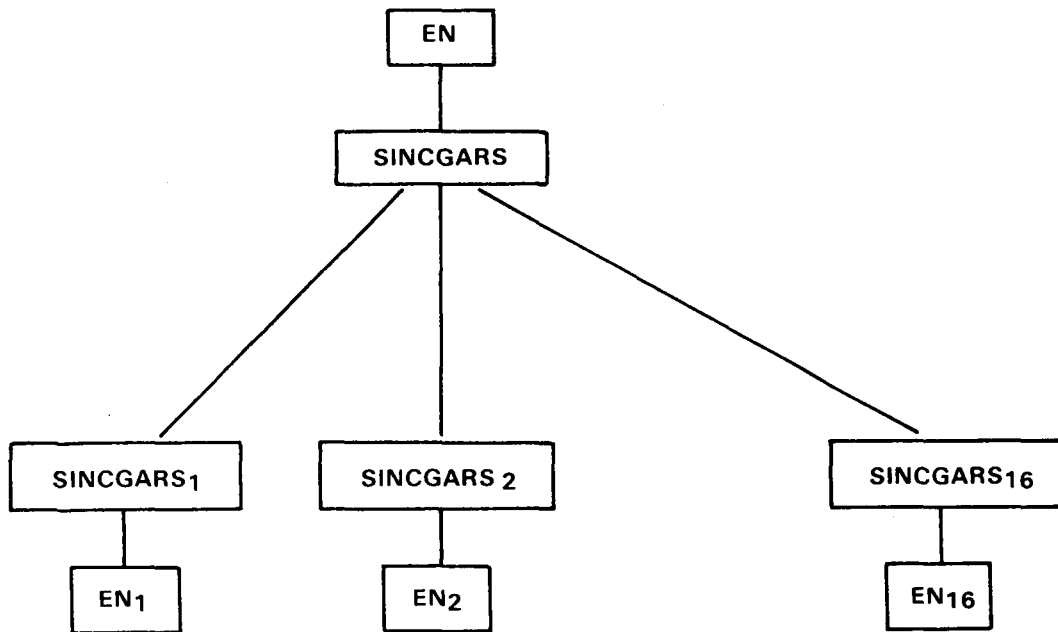 EN
SINCGARS
SINCGARS1
SINCGARS 2
SINCGARS16
EN1
EN2
EN16